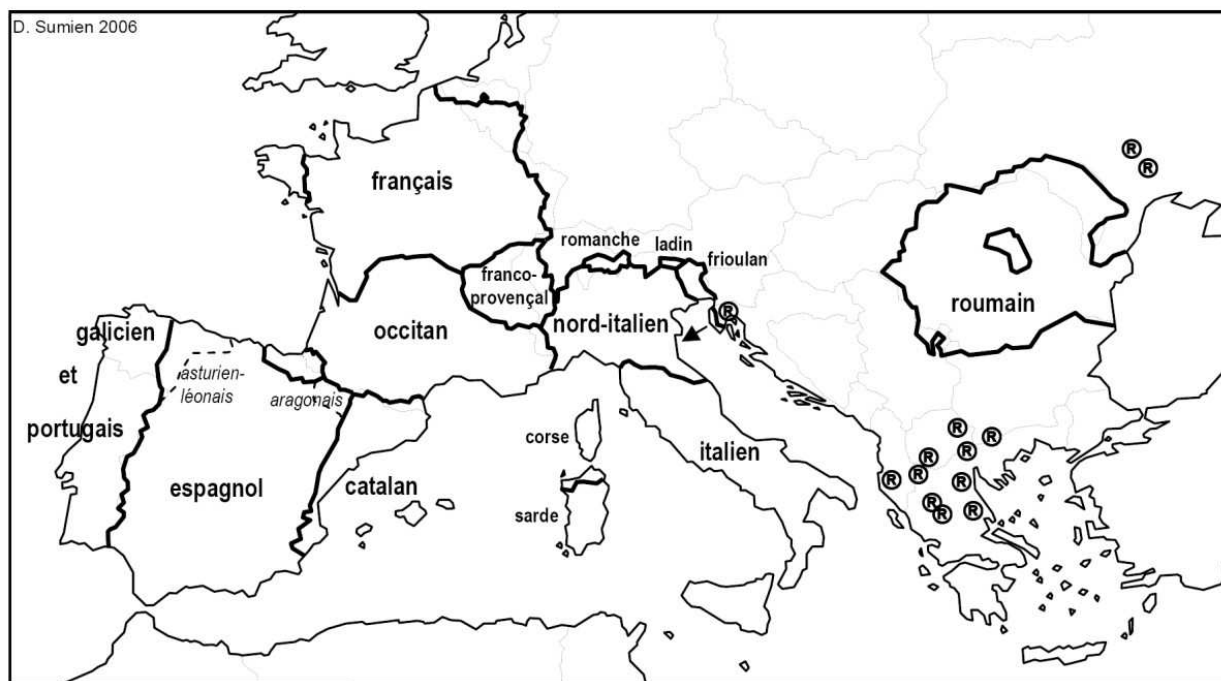 D. Sumien 2006
français
romanche
ladin
frioulan
franco-
provençal
nord-italien
occitan
roumain
galicien
et
portugais
asturien-
léonais
aragonais
espagnol
catalan
corse
sarde
italien
R
R
R
R
R
R
R
R
R
R
R
R
R